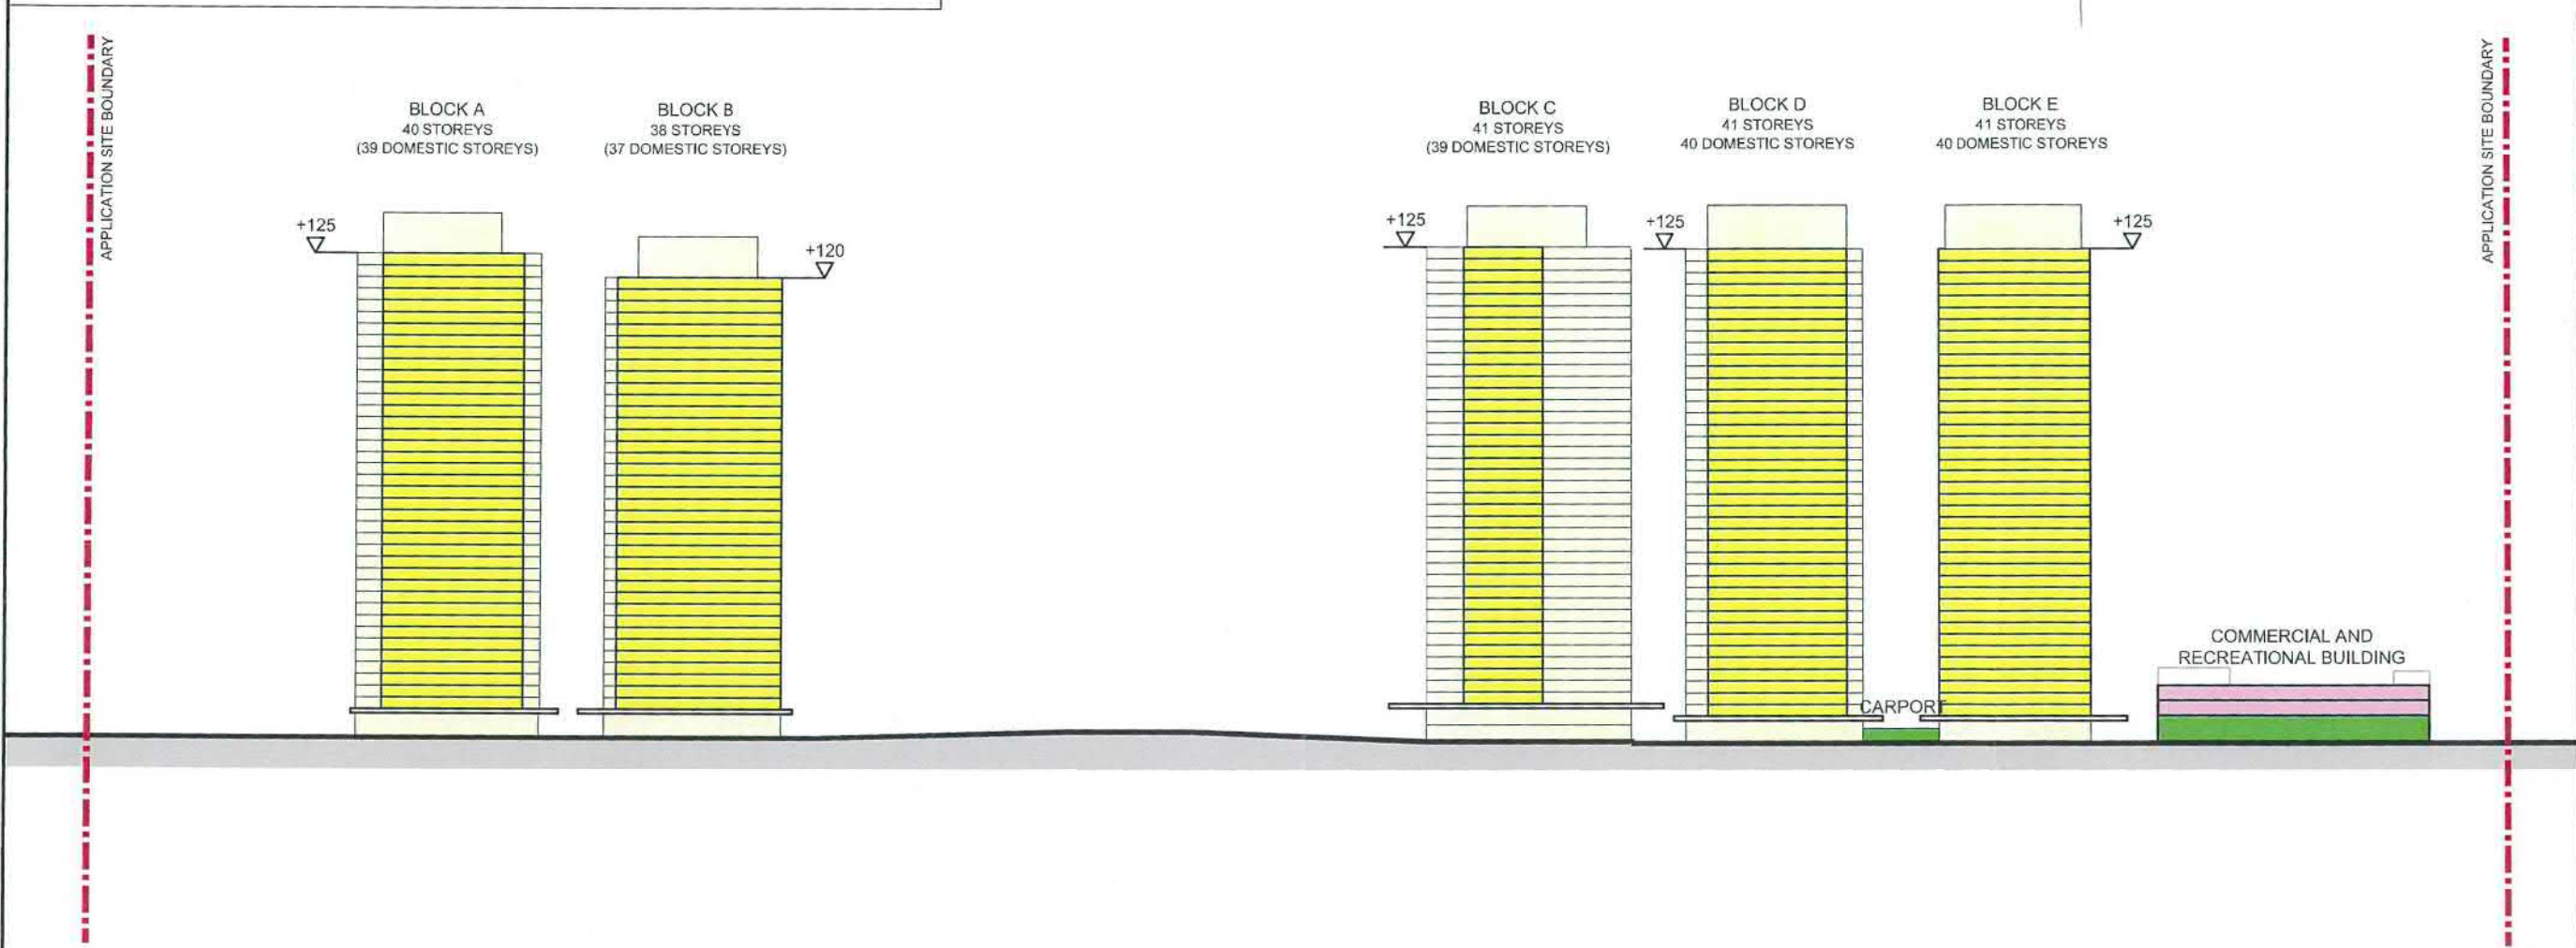 APPLICATION SITE BOUNDARY
BLOCK A
40 STOREYS
(39 DOMESTIC STOREYS)
BLOCK B
38 STOREYS
(37 DOMESTIC STOREYS)
BLOCK C
41 STOREYS
(39 DOMESTIC STOREYS)
BLOCK D
41 STOREYS
40 DOMESTIC STOREYS
BLOCK E
41 STOREYS
40 DOMESTIC STOREYS
APPLICATION SITE BOUNDARY
+125
+120
+125
+125
+125
COMMERCIAL AND
RECREATIONAL BUILDING
CARPORT